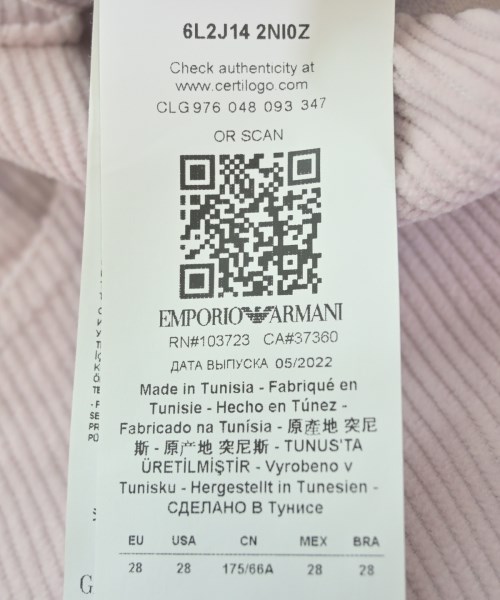 6L2J14 2NI0Z
Check authenticity at
www.certilogo.com
CLG 976 048 093 347
OR SCAN
EMPORIO ARMANI
RN#103723 CA#37360
ДАТА ВЫПУСКА 05/2022
Made in Tunisia - Fabriqué en
Tunisie - Hecho en Túnez -
Fabricado na Tunísia - 原產地 突尼
斯 - 原产地 突尼斯 - TUNUS'TA
ÜRETİLMİŞTİR - Vyrobeno v
Tunisku - Hergestellt in Tunesien -
СДЕЛАНО В Тунисе
EU USA CN MEX BRA
28 28 175/66A 28 28